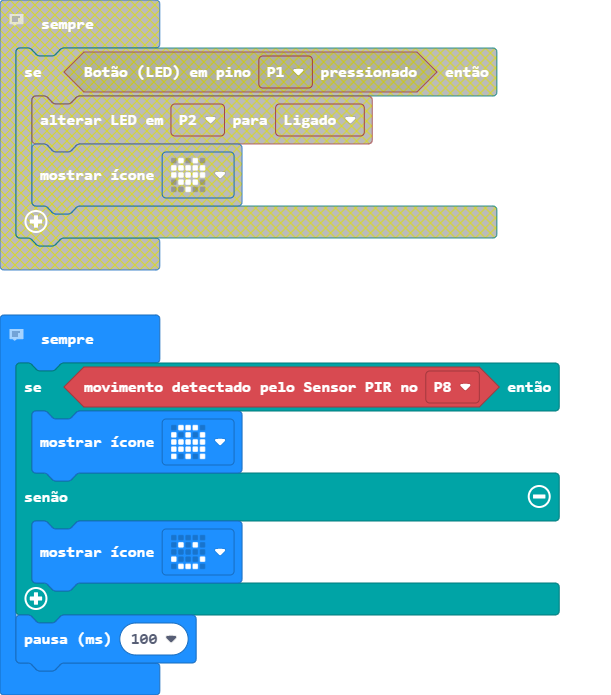 sempre
se Botão (LED) em pino P1 pressionado então
alterar LED em P2 para Ligado
mostrar ícone
sempre
se movimento detectado pelo Sensor PIR no P8 então
mostrar ícone
senão
mostrar ícone
pausa (ms) 100